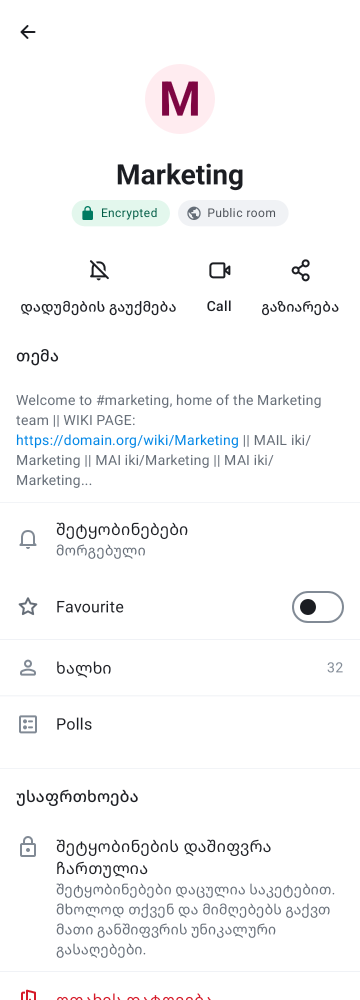 M
Marketing
Encrypted
Public room
დადუმების გაუქმება
Call
გაზიარება
თემა
Welcome to #marketing, home of the Marketing
team || WIKI PAGE:
https://domain.org/wiki/Marketing || MAIL iki/
Marketing || MAI iki/Marketing || MAI iki/
Marketing...
შეტყობინებები
მორგებული
Favourite
ხალხი
32
Polls
უსაფრთხოება
შეტყობინების დაშიფვრა
ჩართულია
შეტყობინებები დაცულია საკეტებით.
მხოლოდ თქვენ და მიმღებებს გაქვთ
მათი განშიფვრის უნიკალური
გასაღებები.
ოთახის დატოვება